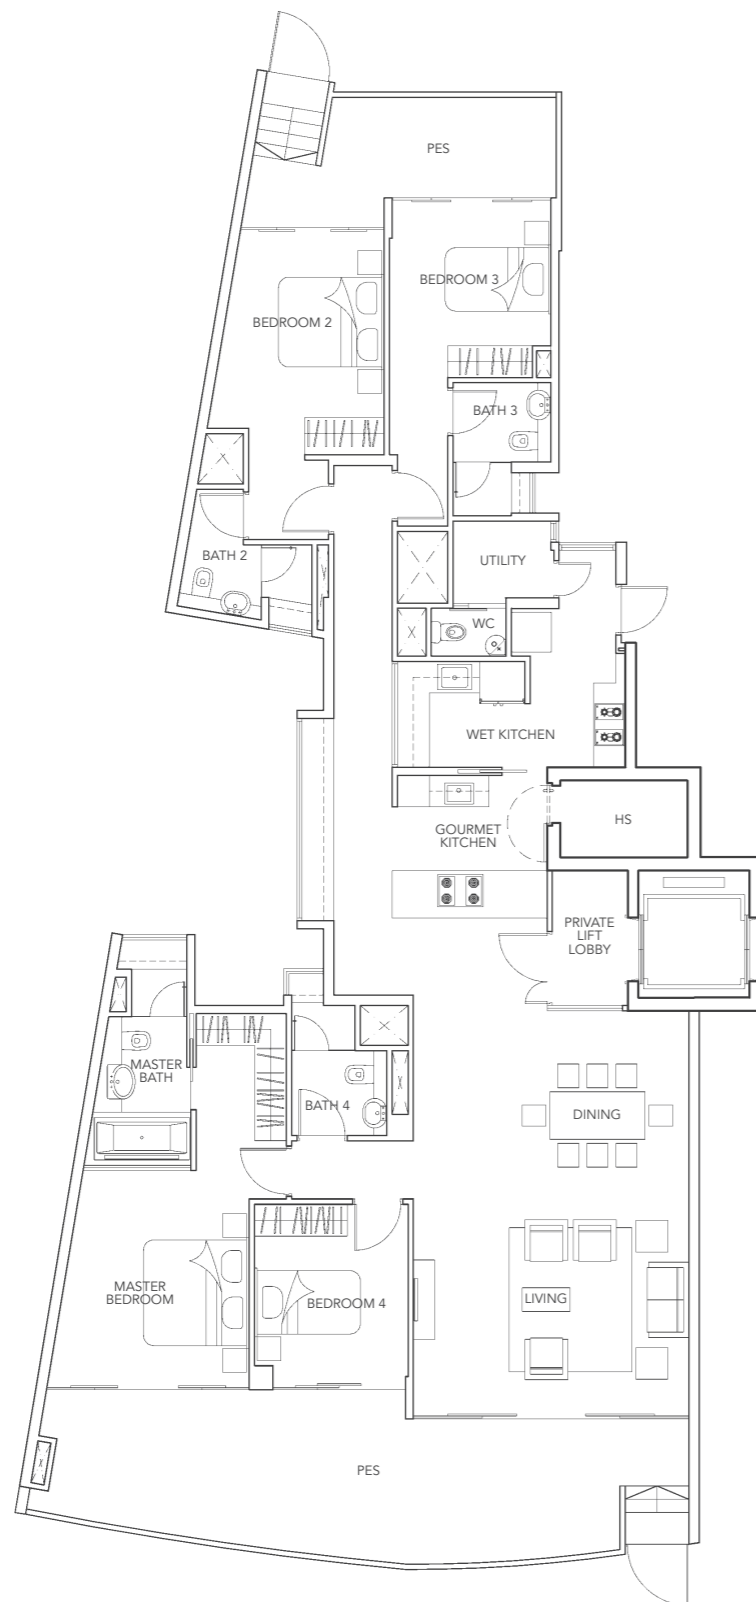 PES
BEDROOM 3
BEDROOM 2
BATH 3
BATH 2
UTILITY
WC
WET KITCHEN
GOURMET
KITCHEN
HS
PRIVATE
LIFT
LOBBY
MASTER
BATH
BATH 4
DINING
MASTER
BEDROOM
BEDROOM 4
LIVING
PES